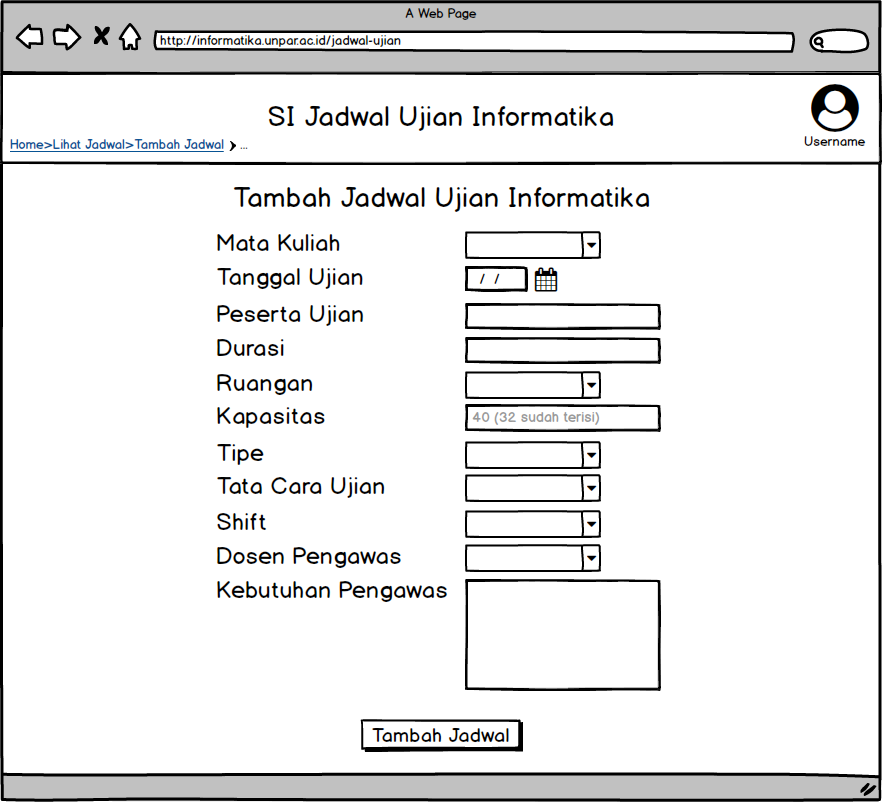 A Web Page
http://informatika.unpar.ac.id/jadwal-ujian
SI Jadwal Ujian Informatika
Username
Home>Lihat Jadwal>Tambah Jadwal ❯ ...
Tambah Jadwal Ujian Informatika
Mata Kuliah
Tanggal Ujian / /
Peserta Ujian
Durasi
Ruangan
Kapasitas 40 (32 sudah terisi)
Tipe
Tata Cara Ujian
Shift
Dosen Pengawas
Kebutuhan Pengawas
Tambah Jadwal